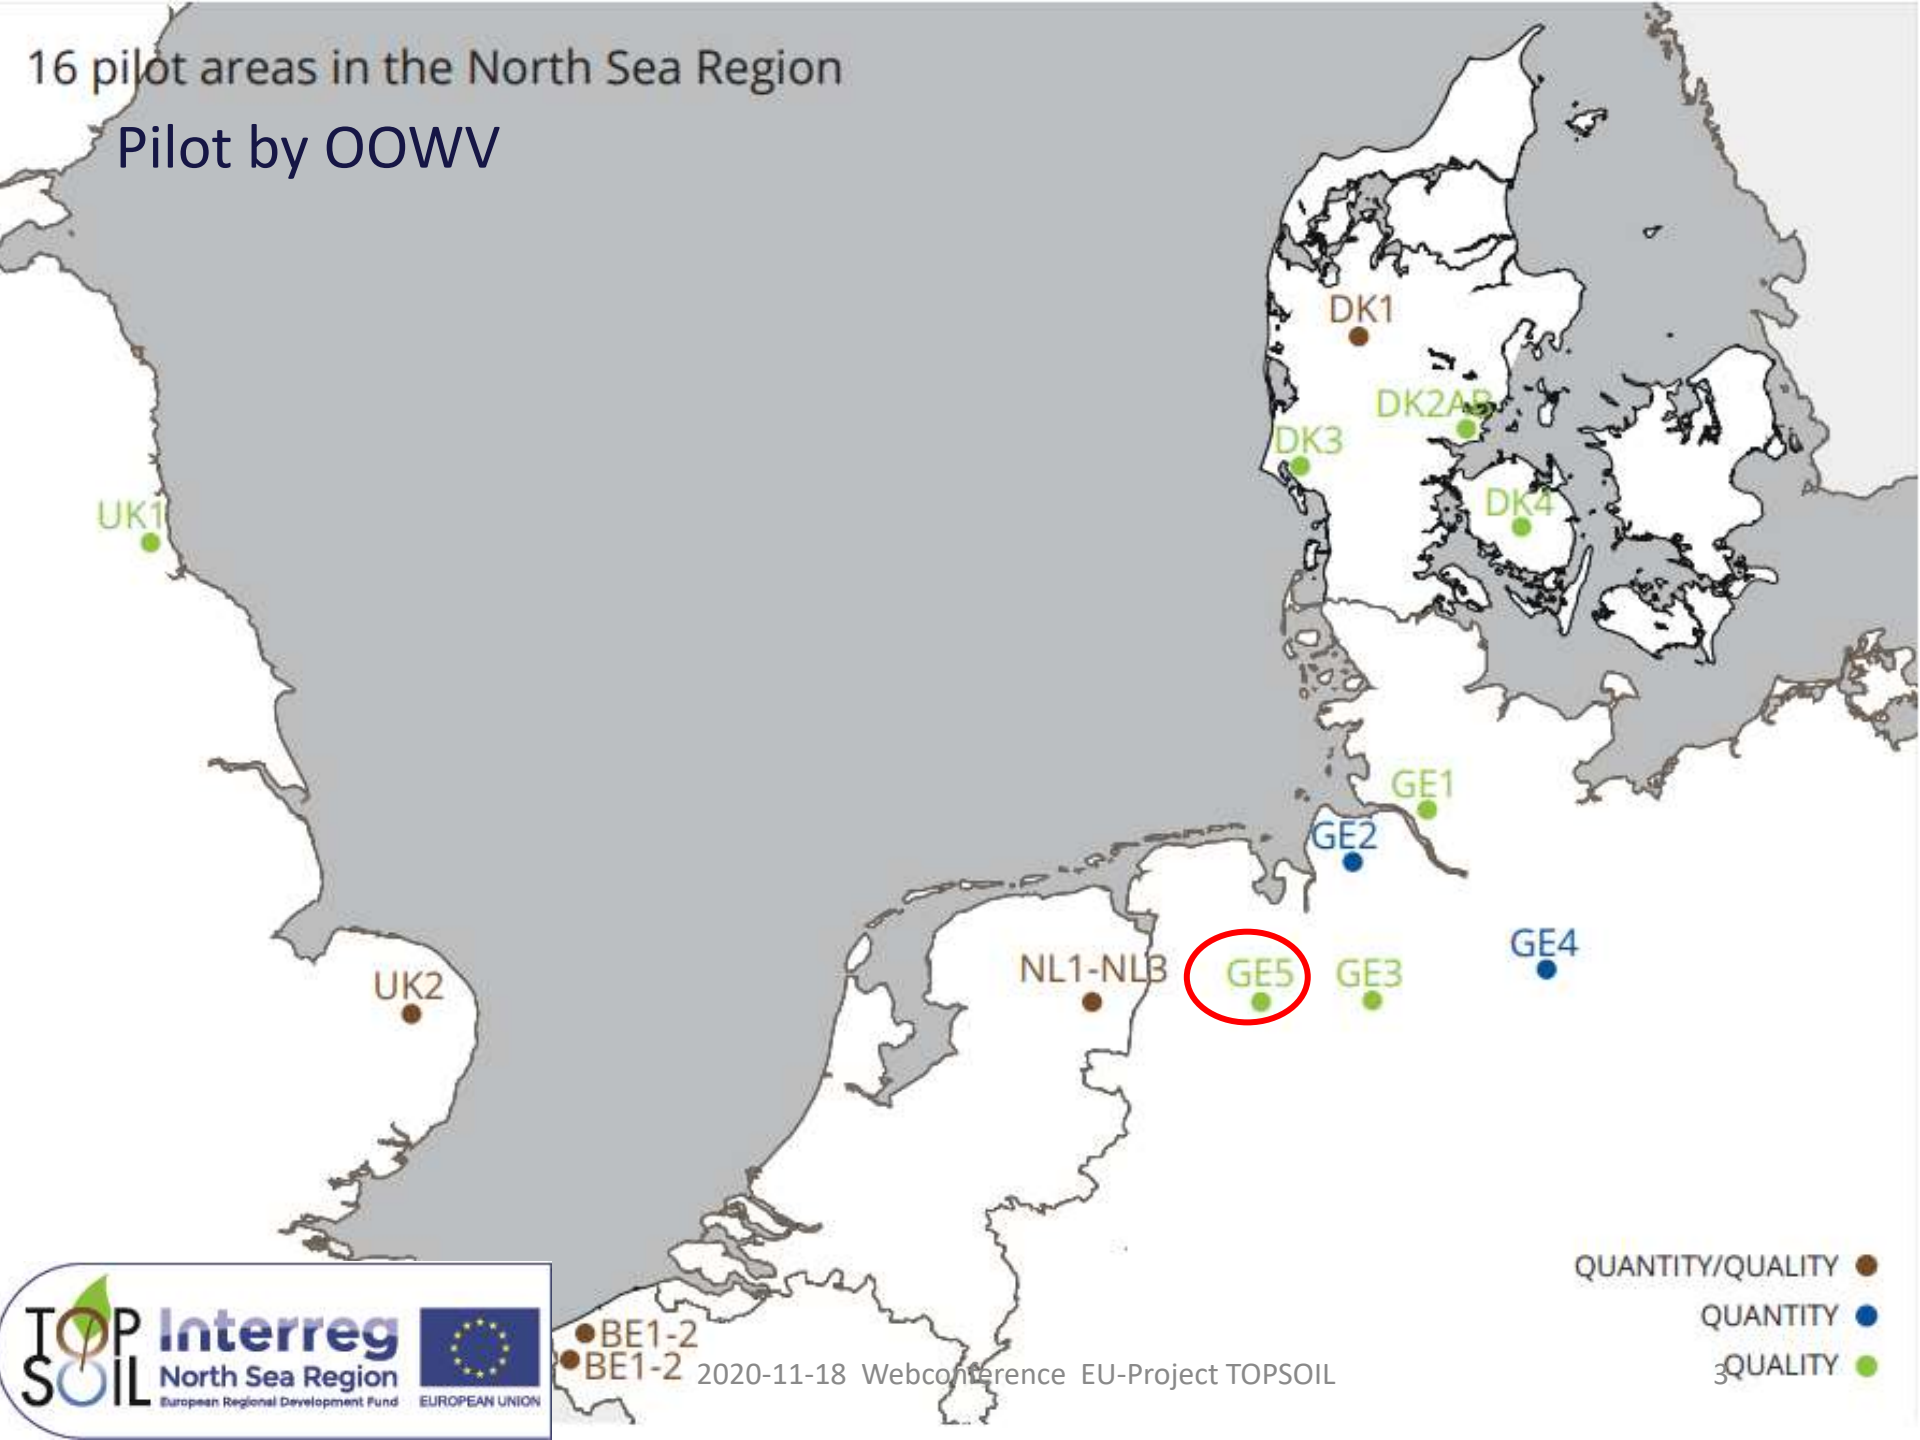 16 pilot areas in the North Sea Region
Pilot by OOWV
DK1
DK2AB
DK3
DK4
UK1
GE1
GE2
GE4
NL1-NL3
GE5
GE3
UK2
QUANTITY/QUALITY
QUANTITY
QUALITY
BE1-2
BE1-2
TOP
SOIL
Interreg
North Sea Region
European Regional Development Fund
EUROPEAN UNION
2020-11-18 Webconference EU-Project TOPSOIL
3